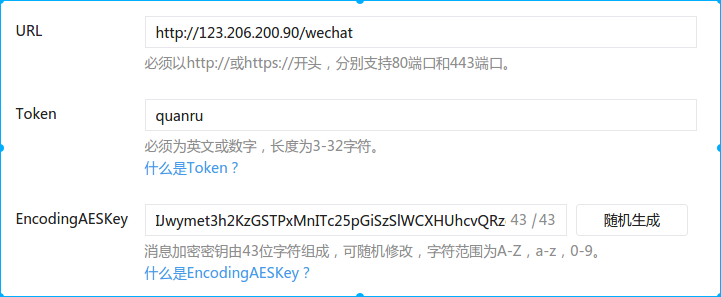 URL
http://123.206.200.90/wechat
必须以http://或https://开头，分别支持80端口和443端口。
Token
quanru
必须为英文或数字，长度为3-32字符。
什么是Token？
EncodingAESKey
IJwymet3h2KzGSTPxMnITc25pGiSzSlWCXHUhcvQRz 43 /43 随机生成
消息加密密钥由43位字符组成，可随机修改，字符范围为A-Z，a-z，0-9。
什么是EncodingAESKey？